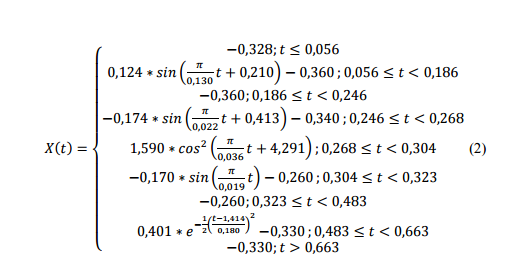 −0,328; t ≤ 0,056
0,124 ∗ sin(π/0,130 t + 0,210) − 0,360 ; 0,056 ≤ t < 0,186
−0,360; 0,186 ≤ t < 0,246
−0,174 ∗ sin(π/0,022 t + 0,413) − 0,340 ; 0,246 ≤ t < 0,268
X(t) = { 1,590 ∗ cos²(π/0,036 t + 4,291) ; 0,268 ≤ t < 0,304 (2)
−0,170 ∗ sin(π/0,019 t) − 0,260 ; 0,304 ≤ t < 0,323
−0,260; 0,323 ≤ t < 0,483
0,401 ∗ e^(−1/2((t−1,414)/0,180)²) − 0,330 ; 0,483 ≤ t < 0,663
−0,330; t > 0,663